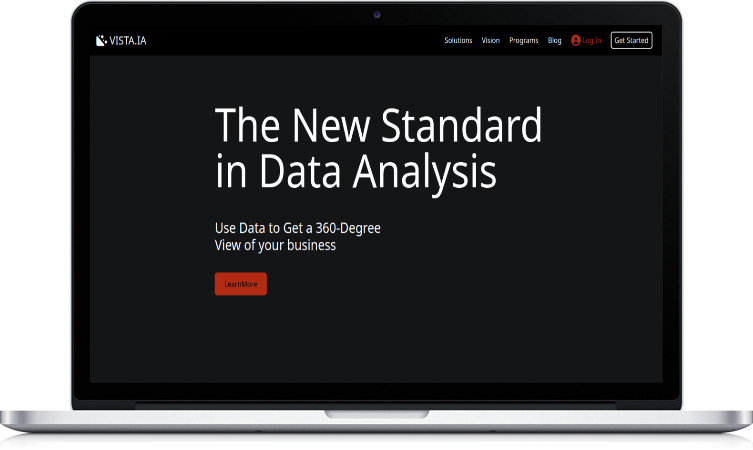 VISTA.IA
Solutions Vision Programs Blog Log In Get Started
The New Standard
in Data Analysis
Use Data to Get a 360-Degree
View of your business
LearnMore